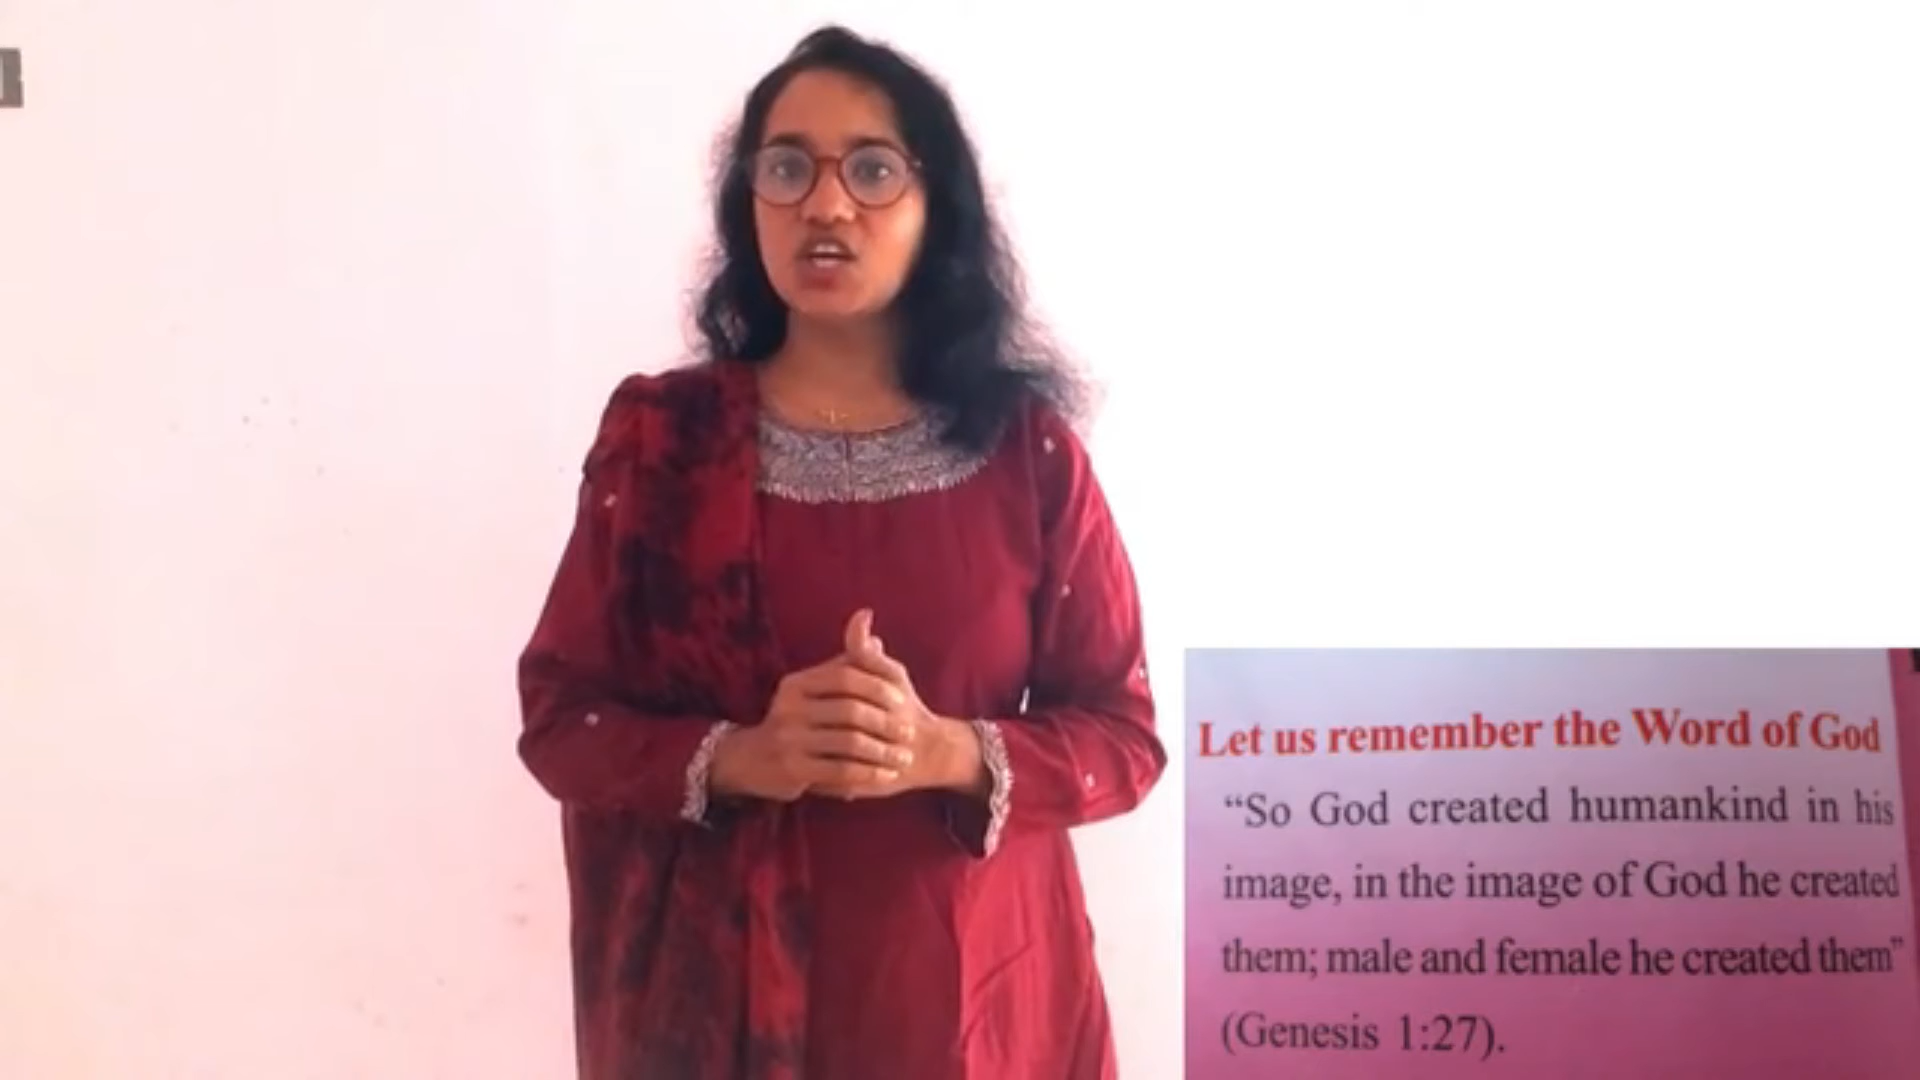 Let us remember the Word of God
“So God created humankind in his
image, in the image of God he created
them; male and female he created them”
(Genesis 1:27).